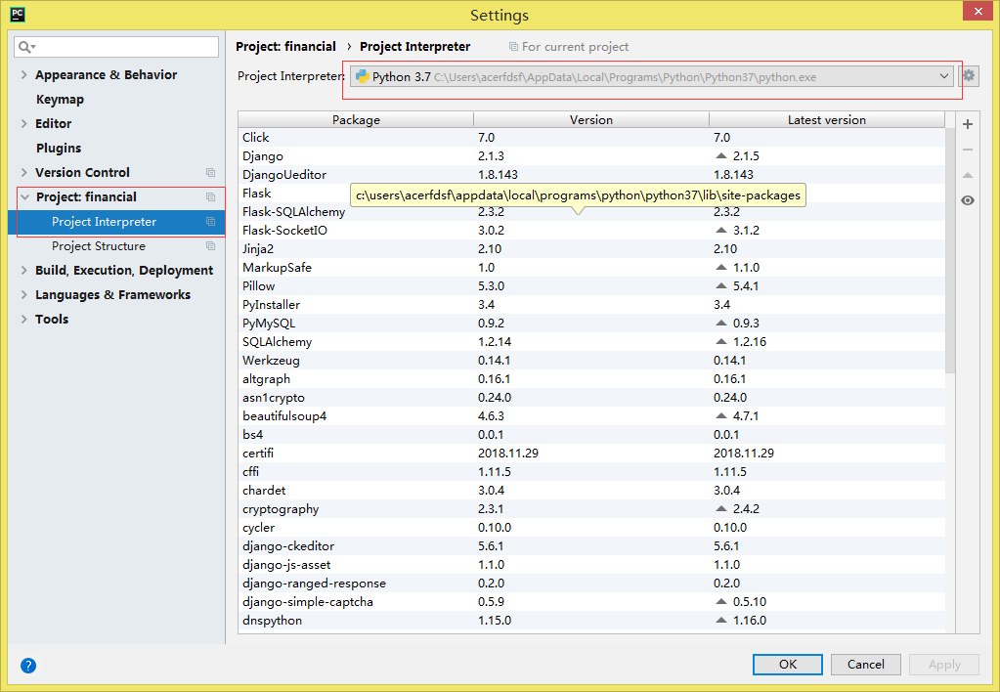 PC
Settings
Appearance & Behavior
Keymap
Editor
Plugins
Version Control
Project: financial
Project Interpreter
Project Structure
Build, Execution, Deployment
Languages & Frameworks
Tools
Project: financial › Project Interpreter For current project
Project Interpreter: Python 3.7 C:\Users\acerfdsf\AppData\Local\Programs\Python\Python37\python.exe
Package Version Latest version
Click 7.0 7.0
Django 2.1.3 2.1.5
DjangoUeditor 1.8.143 1.8.143
Flask
c:\users\acerfdsf\appdata\local\programs\python\python37\lib\site-packages
Flask-SQLAlchemy 2.3.2 2.3.2
Flask-SocketIO 3.0.2 3.1.2
Jinja2 2.10 2.10
MarkupSafe 1.0 1.1.0
Pillow 5.3.0 5.4.1
PyInstaller 3.4 3.4
PyMySQL 0.9.2 0.9.3
SQLAlchemy 1.2.14 1.2.16
Werkzeug 0.14.1 0.14.1
altgraph 0.16.1 0.16.1
asn1crypto 0.24.0 0.24.0
beautifulsoup4 4.6.3 4.7.1
bs4 0.0.1 0.0.1
certifi 2018.11.29 2018.11.29
cffi 1.11.5 1.11.5
chardet 3.0.4 3.0.4
cryptography 2.3.1 2.4.2
cycler 0.10.0 0.10.0
django-ckeditor 5.6.1 5.6.1
django-js-asset 1.1.0 1.1.0
django-ranged-response 0.2.0 0.2.0
django-simple-captcha 0.5.9 0.5.10
dnspython 1.15.0 1.16.0
? OK Cancel Apply